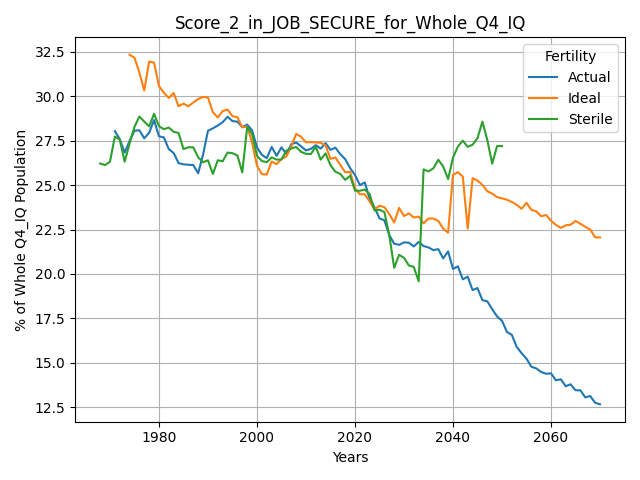 Score_2_in_JOB_SECURE_for_Whole_Q4_IQ
Fertility
Actual
Ideal
Sterile
% of Whole Q4_IQ Population
32.5
30.0
27.5
25.0
22.5
20.0
17.5
15.0
12.5
1980
2000
2020
2040
2060
Years